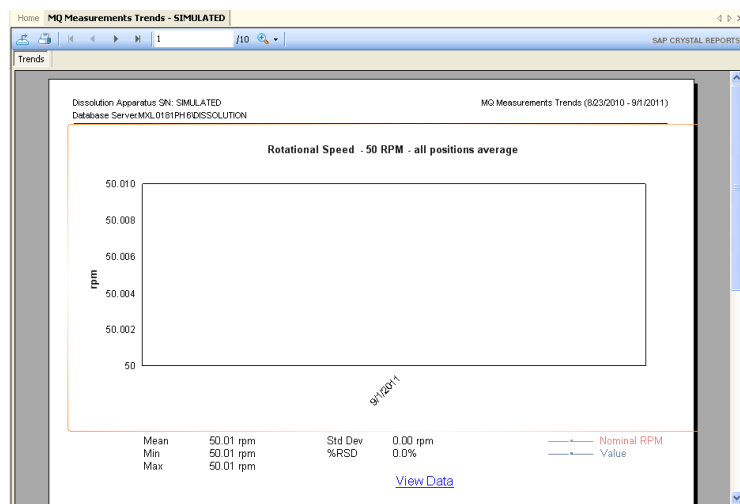 Home MQ Measurements Trends - SIMULATED
1 /10 SAP CRYSTAL REPORTS
Trends
Dissolution Apparatus S/N: SIMULATED MQ Measurements Trends (8/23/2010 - 9/1/2011)
Database Server:MXL0181PH6\DISSOLUTION
Rotational Speed - 50 RPM - all positions average
50.010
50.008
50.006
rpm
50.004
50.002
50
9/1/2011
Mean 50.01 rpm Std Dev 0.00 rpm Nominal RPM
Min 50.01 rpm %RSD 0.0% Value
Max 50.01 rpm
View Data